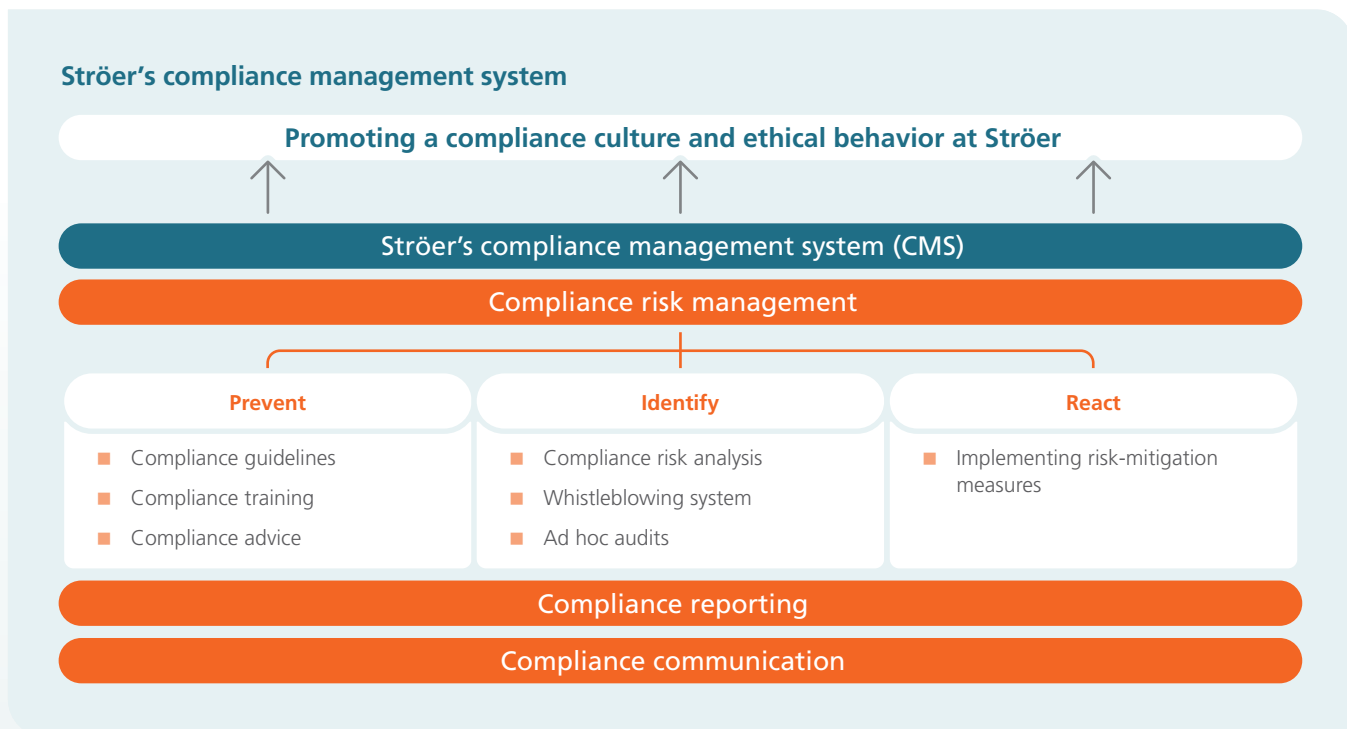 Ströer’s compliance management system
Promoting a compliance culture and ethical behavior at Ströer
Ströer’s compliance management system (CMS)
Compliance risk management
Prevent
Compliance guidelines
Compliance training
Compliance advice
Identify
Compliance risk analysis
Whistleblowing system
Ad hoc audits
React
Implementing risk-mitigation
measures
Compliance reporting
Compliance communication